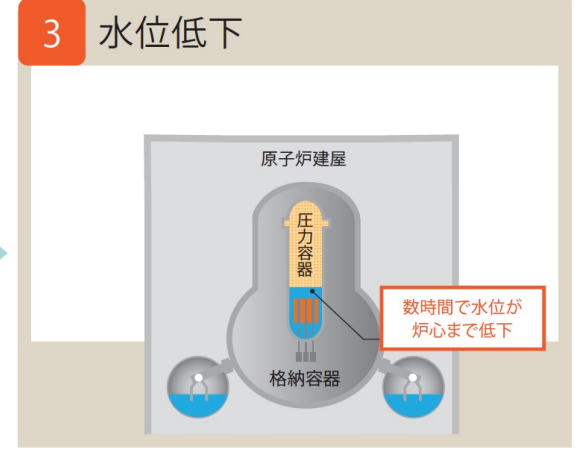 3 水位低下
原子炉建屋
圧力容器
数時間で水位が
炉心まで低下
格納容器